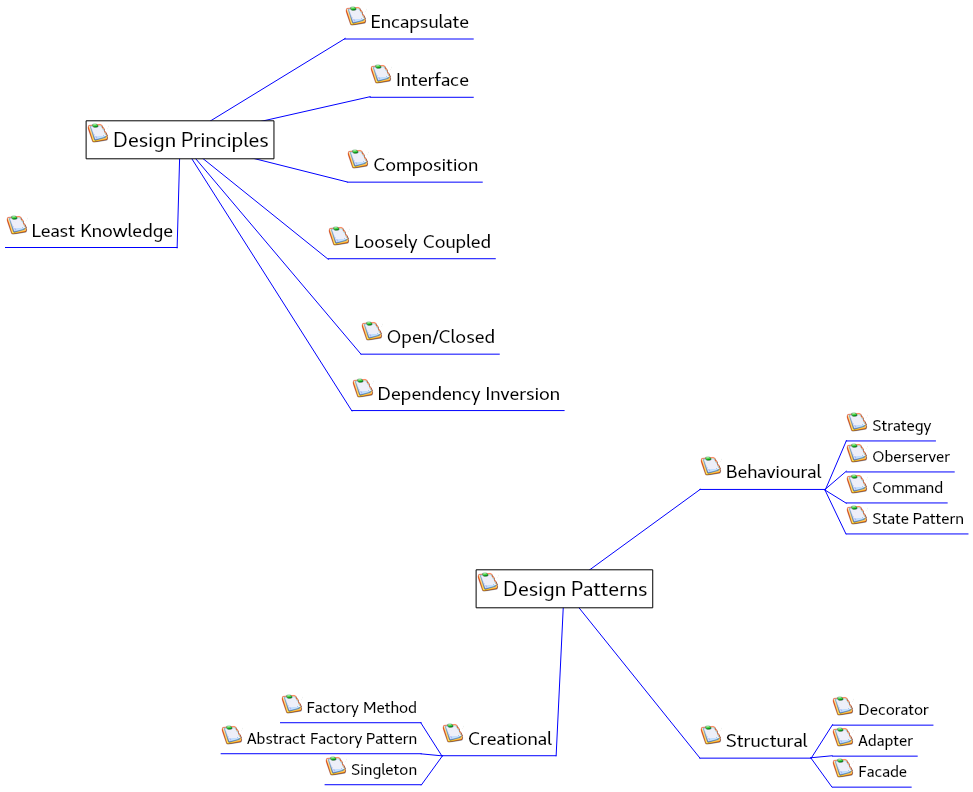 Encapsulate
Interface
Design Principles
Composition
Least Knowledge
Loosely Coupled
Open/Closed
Dependency Inversion
Strategy
Oberserver
Behavioural
Command
State Pattern
Design Patterns
Factory Method
Abstract Factory Pattern
Creational
Singleton
Decorator
Structural
Adapter
Facade